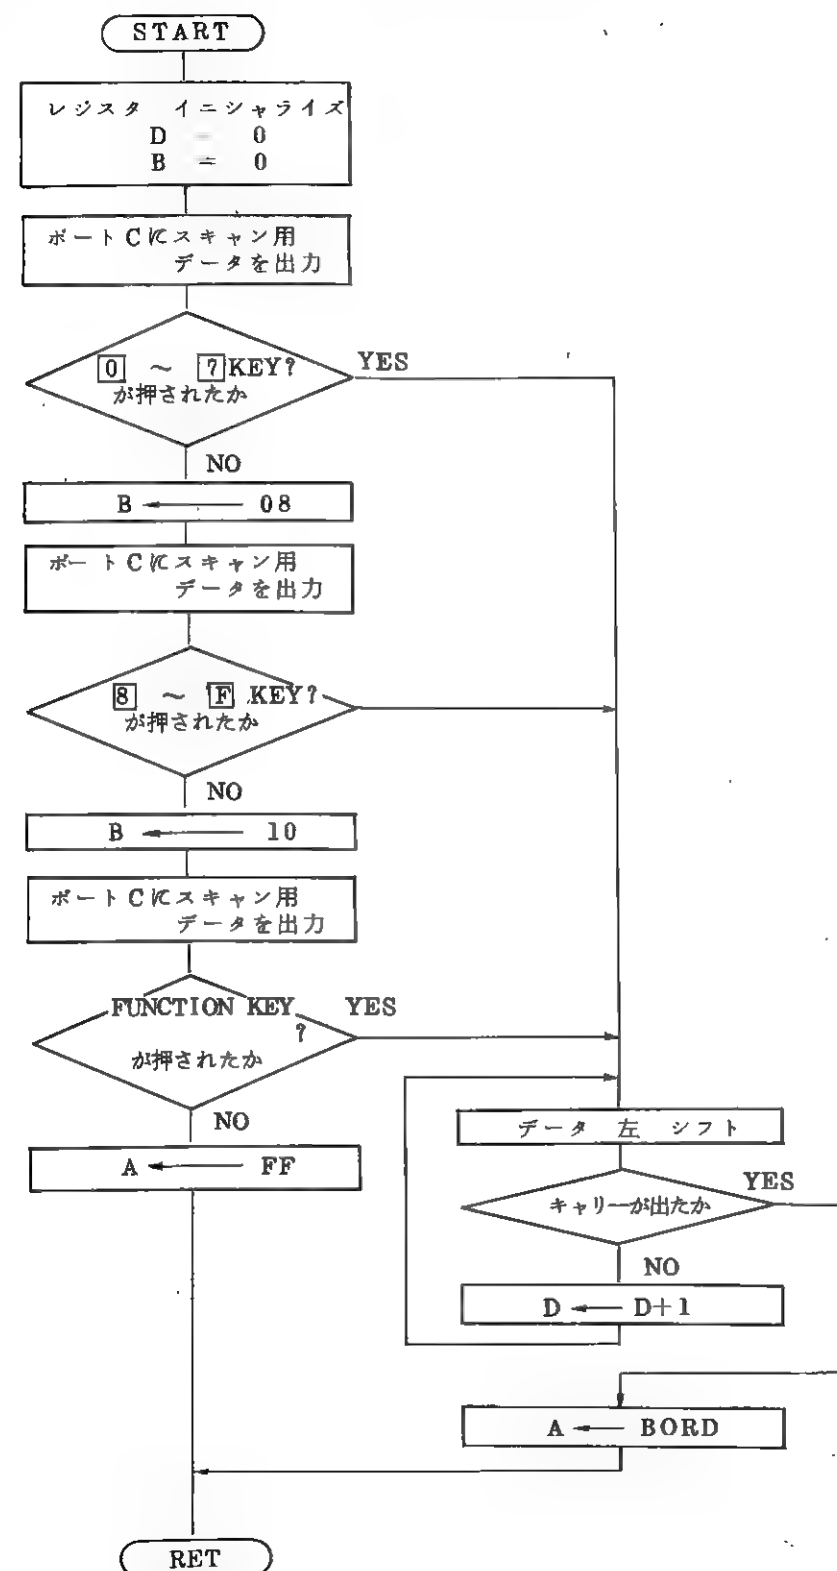 START
レジスタ イニシャライズ
D = 0
B = 0
ポートCにスキャン用
データを出力
0 ～ 7 KEY?
が押されたか
YES
NO
B ← 08
ポートCにスキャン用
データを出力
8 ～ F KEY?
が押されたか
NO
B ← 10
ポートCにスキャン用
データを出力
FUNCTION KEY
?
が押されたか
YES
NO
A ← FF
データ 左 シフト
キャリーが出たか
YES
NO
D ← D+1
A ← BORD
RET